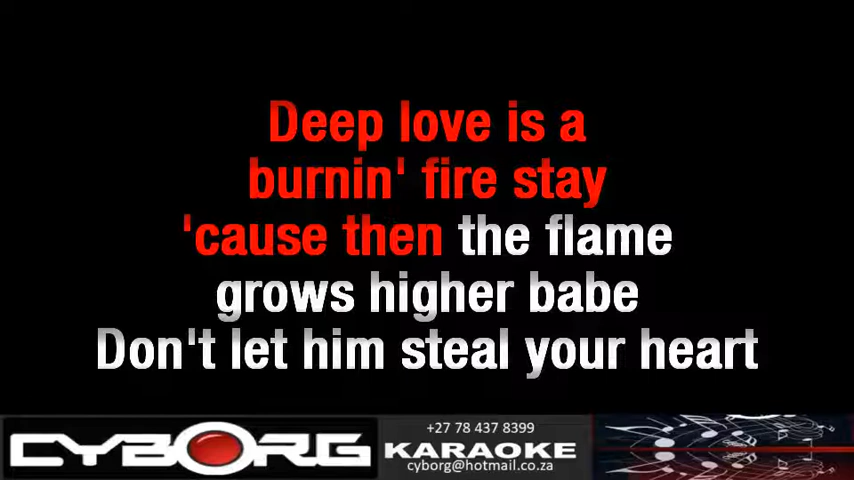 Deep love is a
burnin' fire stay
'cause then the flame
grows higher babe
Don't let him steal your heart
CYBORG
+27 78 437 8399
KARAOKE
cyborg@hotmail.co.za